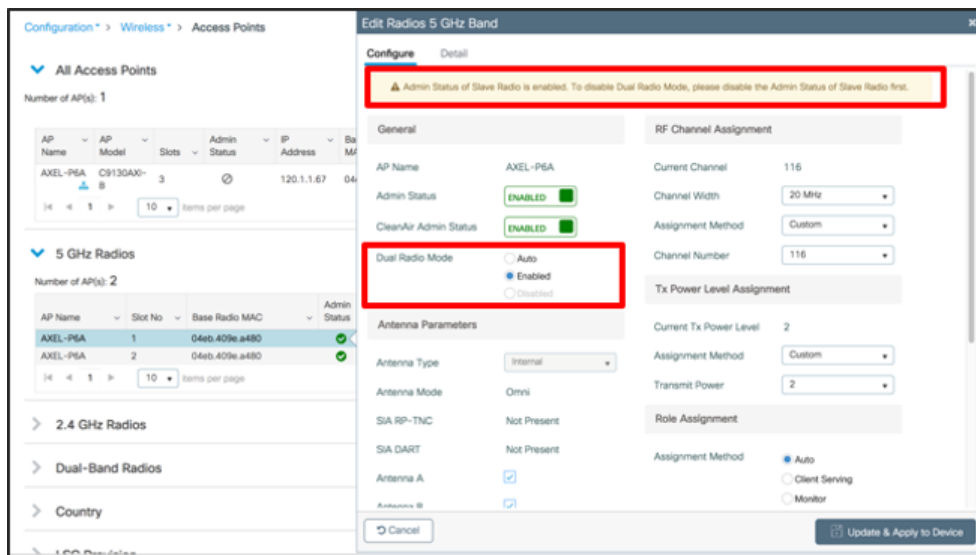 Configuration * > Wireless * > Access Points
All Access Points
Number of AP(s): 1
AP Name AP Model Slots Admin Status IP Address
AXEL-P6A C9130AXI-B 3 120.1.1.67
1 10 items per page
5 GHz Radios
Number of AP(s): 2
AP Name Slot No Base Radio MAC Admin Status
AXEL-P6A 1 04eb.409e.a480
AXEL-P6A 2 04eb.409e.a480
1 10 items per page
2.4 GHz Radios
Dual-Band Radios
Country
LSC Provision
Edit Radios 5 GHz Band
Configure Detail
Admin Status of Slave Radio is enabled. To disable Dual Radio Mode, please disable the Admin Status of Slave Radio first.
General
AP Name AXEL-P6A
Admin Status ENABLED
CleanAir Admin Status ENABLED
Dual Radio Mode Auto
Enabled
Disabled
Antenna Parameters
Antenna Type Internal
Antenna Mode Omni
SIA RP-TNC Not Present
SIA DART Not Present
Antenna A
Antenna B
RF Channel Assignment
Current Channel 116
Channel Width 20 MHz
Assignment Method Custom
Channel Number 116
Tx Power Level Assignment
Current Tx Power Level 2
Assignment Method Custom
Transmit Power 2
Role Assignment
Assignment Method Auto
Client Serving
Monitor
Cancel
Update & Apply to Device